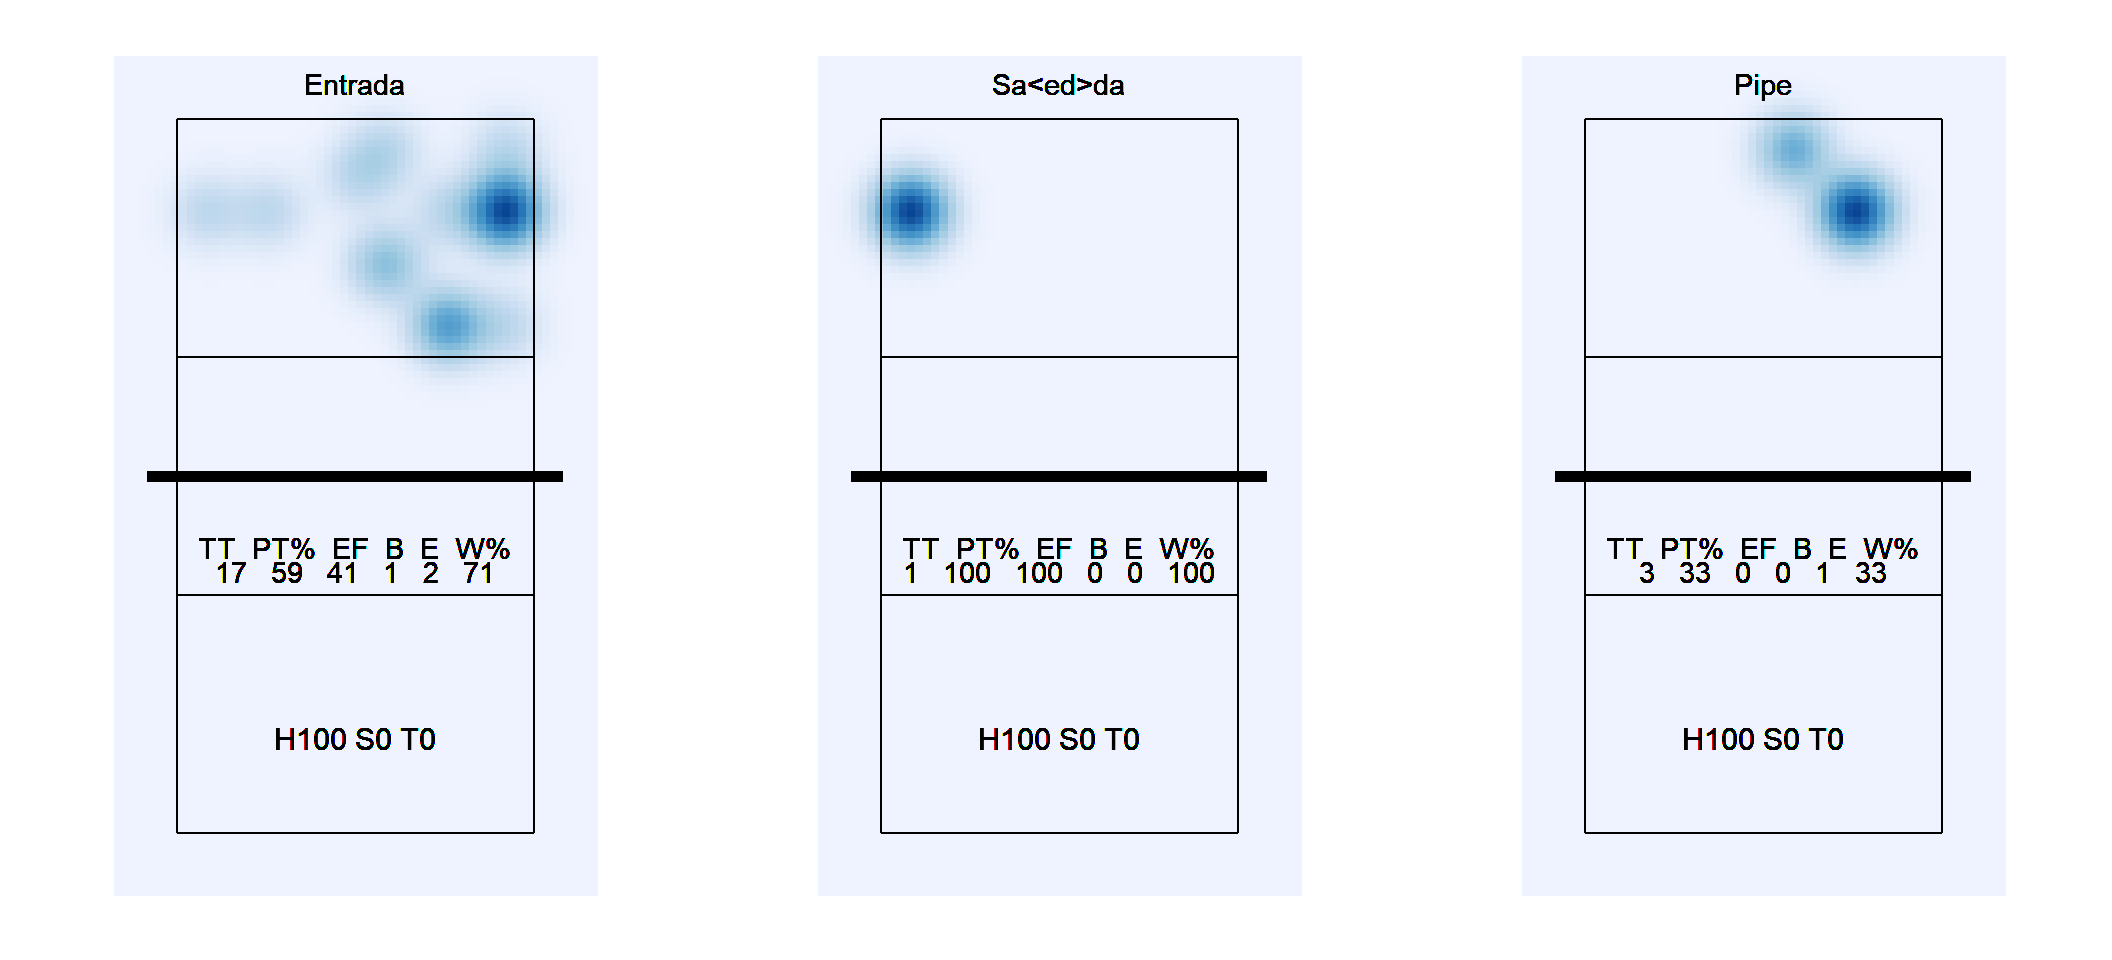 Entrada
TT PT% EF B E W%
17 59 41 1 2 71
H100 S0 T0
Sa<ed>da
TT PT% EF B E W%
1 100 100 0 0 100
H100 S0 T0
Pipe
TT PT% EF B E W%
3 33 0 0 1 33
H100 S0 T0